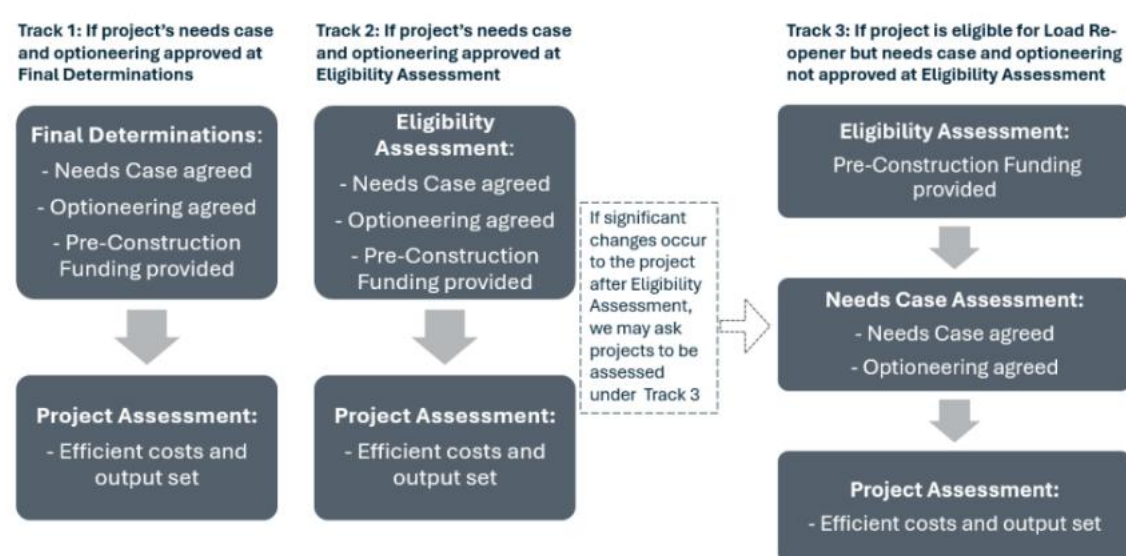 Track 1: If project's needs case
and optioneering approved at
Final Determinations
Final Determinations:
- Needs Case agreed
- Optioneering agreed
- Pre-Construction
Funding provided
Project Assessment:
- Efficient costs and
output set
Track 2: If project's needs case
and optioneering approved at
Eligibility Assessment
Eligibility
Assessment:
- Needs Case agreed
- Optioneering agreed
- Pre-Construction
Funding provided
Project Assessment:
- Efficient costs and
output set
If significant
changes occur
to the project
after Eligibility
Assessment,
we may ask
projects to be
assessed
under Track 3
Track 3: If project is eligible for Load Re-
opener but needs case and optioneering
not approved at Eligibility Assessment
Eligibility Assessment:
Pre-Construction Funding
provided
Needs Case Assessment:
- Needs Case agreed
- Optioneering agreed
Project Assessment:
- Efficient costs and output set